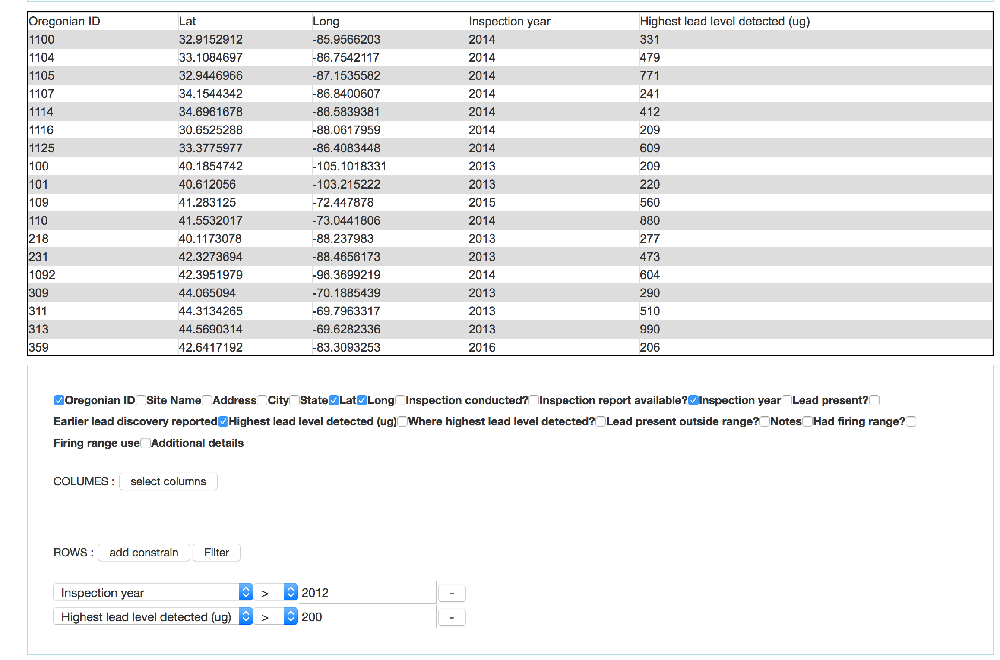 Oregonian ID Lat Long Inspection year Highest lead level detected (ug)
1100 32.9152912 -85.9566203 2014 331
1104 33.1084697 -86.7542117 2014 479
1105 32.9446966 -87.1535582 2014 771
1107 34.1544342 -86.8400607 2014 241
1114 34.6961678 -86.5839381 2014 412
1116 30.6525288 -88.0617959 2014 209
1125 33.3775977 -86.4083448 2014 609
100 40.1854742 -105.1018331 2013 209
101 40.612056 -103.215222 2013 220
109 41.283125 -72.447878 2015 560
110 41.5532017 -73.0441806 2014 880
218 40.1173078 -88.237983 2013 277
231 42.3273694 -88.4656173 2013 473
1092 42.3951979 -96.3699219 2014 604
309 44.065094 -70.1885439 2013 290
311 44.3134265 -69.7963317 2013 510
313 44.5690314 -69.6282336 2013 990
359 42.6417192 -83.3093253 2016 206
Oregonian ID Site Name Address City State Lat Long Inspection conducted? Inspection report available? Inspection year Lead present?
Earlier lead discovery reported Highest lead level detected (ug) Where highest lead level detected? Lead present outside range? Notes Had firing range?
Firing range use Additional details
COLUMES : select columns
ROWS : add constrain Filter
Inspection year > 2012 -
Highest lead level detected (ug) > 200 -